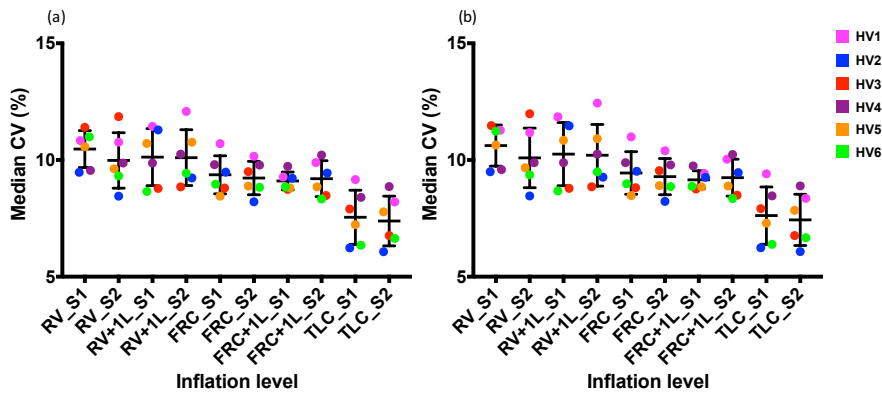 (a)
Median CV (%)
15
10
5
RV_S1
RV_S2
RV+1L_S1
RV+1L_S2
FRC_S1
FRC_S2
FRC+1L_S1
FRC+1L_S2
TLC_S1
TLC_S2
Inflation level
(b)
Median CV (%)
15
10
5
RV_S1
RV_S2
RV+1L_S1
RV+1L_S2
FRC_S1
FRC_S2
FRC+1L_S1
FRC+1L_S2
TLC_S1
TLC_S2
Inflation level
HV1
HV2
HV3
HV4
HV5
HV6